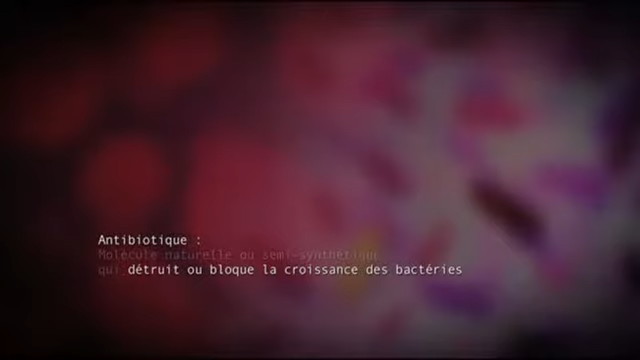 Antibiotique :
Molécule naturelle ou semi-synthétique
qui détruit ou bloque la croissance des bactéries